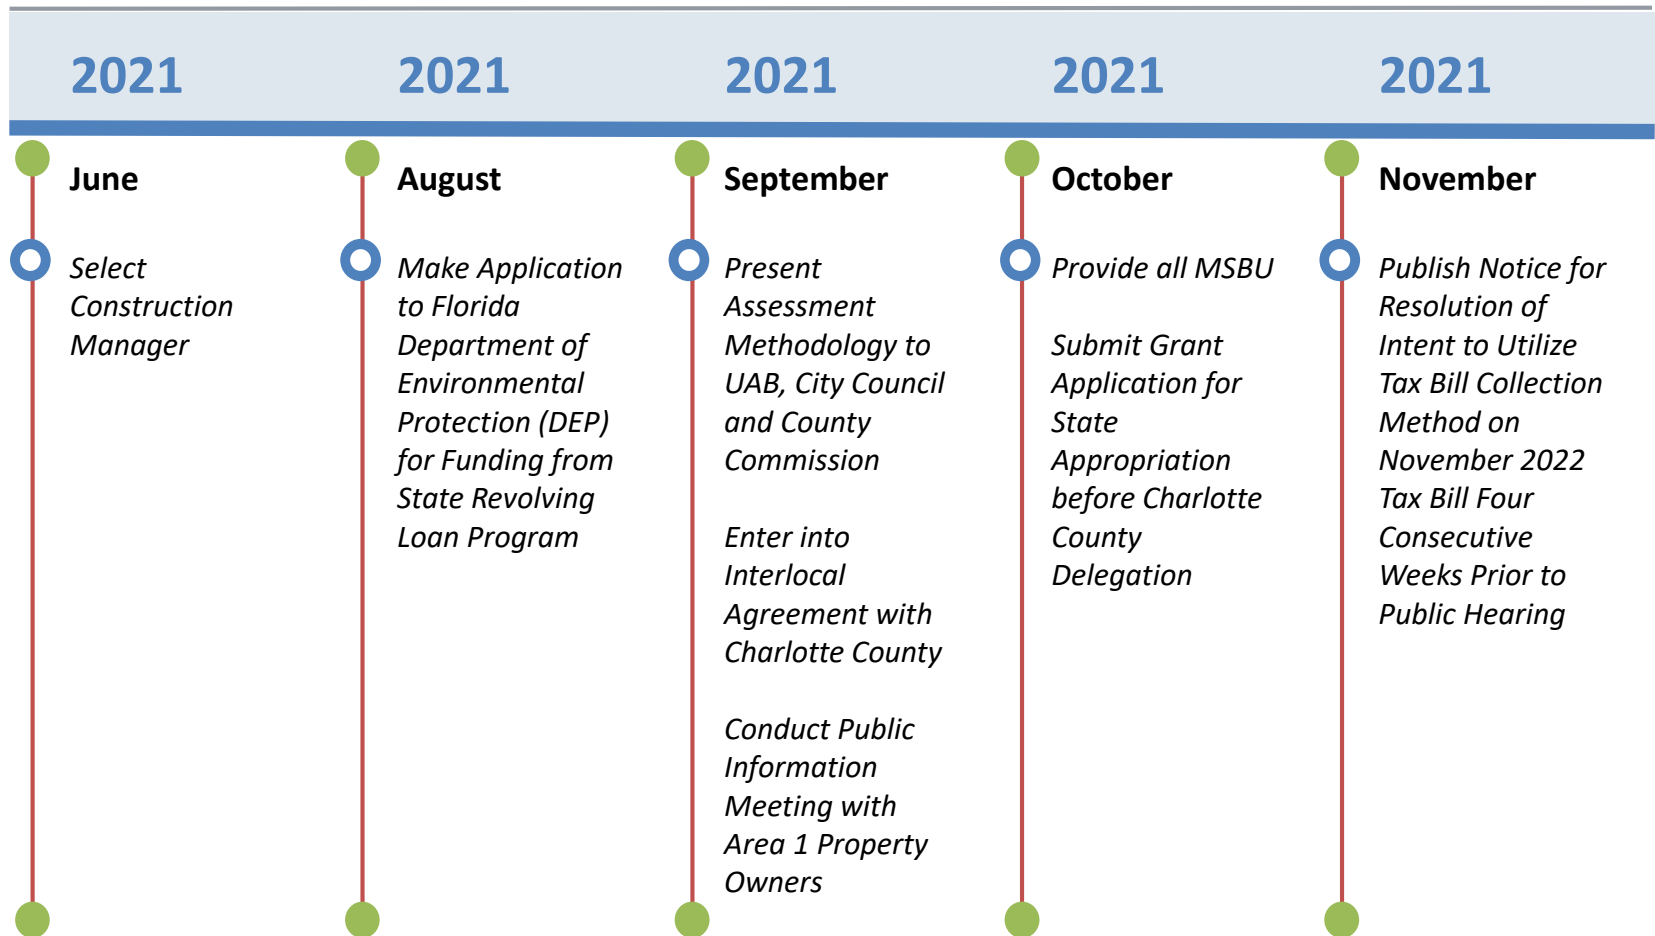 2021
2021
2021
2021
2021
June
Select
Construction
Manager
August
Make Application
to Florida
Department of
Environmental
Protection (DEP)
for Funding from
State Revolving
Loan Program
September
Present
Assessment
Methodology to
UAB, City Council
and County
Commission
Enter into
Interlocal
Agreement with
Charlotte County
Conduct Public
Information
Meeting with
Area 1 Property
Owners
October
Provide all MSBU
Submit Grant
Application for
State
Appropriation
before Charlotte
County
Delegation
November
Publish Notice for
Resolution of
Intent to Utilize
Tax Bill Collection
Method on
November 2022
Tax Bill Four
Consecutive
Weeks Prior to
Public Hearing